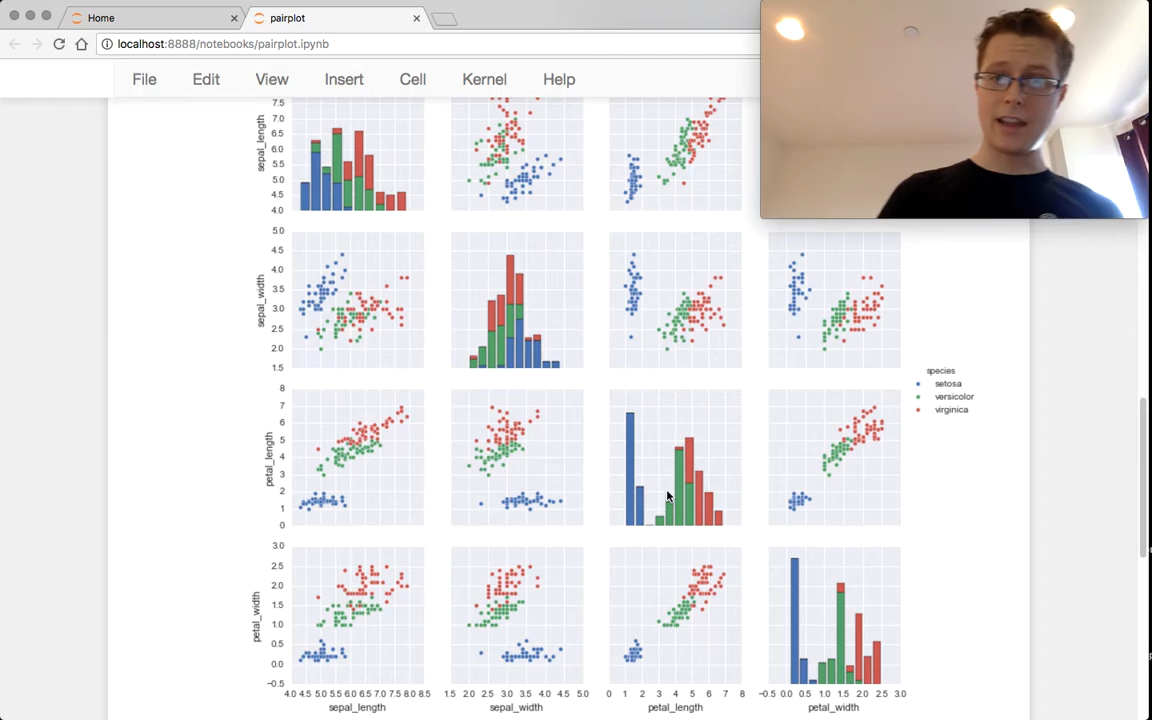 Home
pairplot
localhost:8888/notebooks/pairplot.ipynb
File Edit View Insert Cell Kernel Help
7.5
7.0
6.5
6.0
5.5
5.0
4.5
4.0
sepal_length
5.0
4.5
4.0
3.5
3.0
2.5
2.0
1.5
sepal_width
species
setosa
versicolor
virginica
8
7
6
5
4
3
2
1
0
petal_length
3.0
2.5
2.0
1.5
1.0
0.5
0.0
−0.5
petal_width
4.0 4.5 5.0 5.5 6.0 6.5 7.0 7.5 8.0 8.5
1.5 2.0 2.5 3.0 3.5 4.0 4.5 5.0
0 1 2 3 4 5 6 7 8
−0.5 0.0 0.5 1.0 1.5 2.0 2.5 3.0
sepal_length
sepal_width
petal_length
petal_width